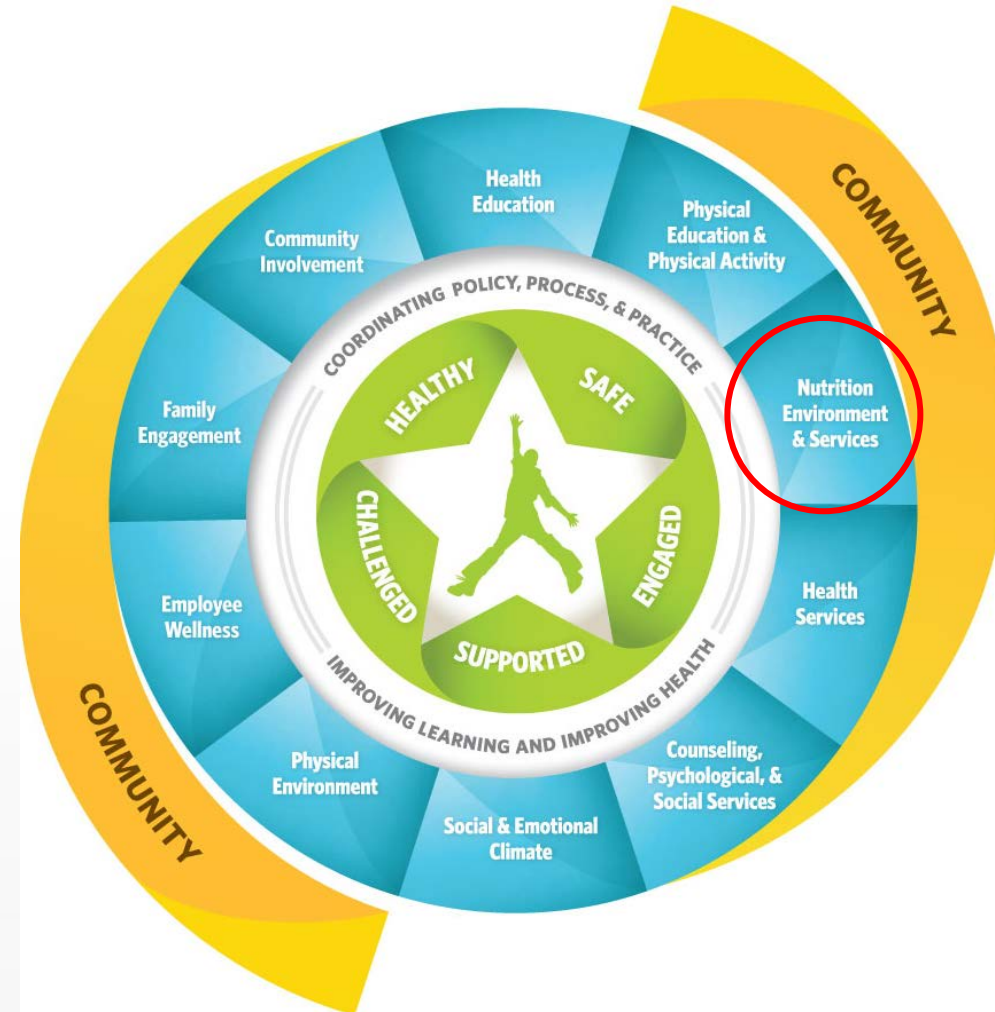 COMMUNITY
Health
Education
Physical
Education &
Physical Activity
Nutrition
Environment
& Services
Health
Services
Counseling,
Psychological, &
Social Services
Social & Emotional
Climate
Physical
Environment
Employee
Wellness
Family
Engagement
Community
Involvement
COORDINATING POLICY, PROCESS, & PRACTICE
IMPROVING LEARNING AND IMPROVING HEALTH
HEALTHY
SAFE
ENGAGED
SUPPORTED
CHALLENGED
COMMUNITY